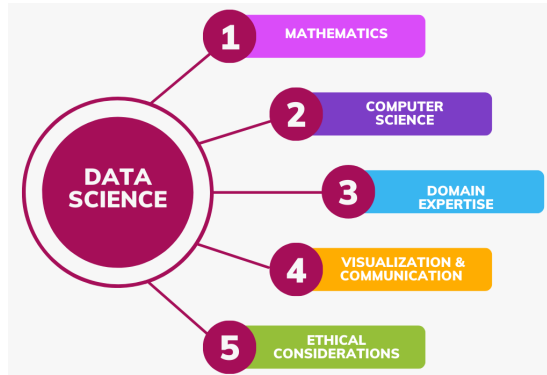 DATA
SCIENCE
1
MATHEMATICS
2
COMPUTER
SCIENCE
3
DOMAIN
EXPERTISE
4
VISUALIZATION &
COMMUNICATION
5
ETHICAL
CONSIDERATIONS